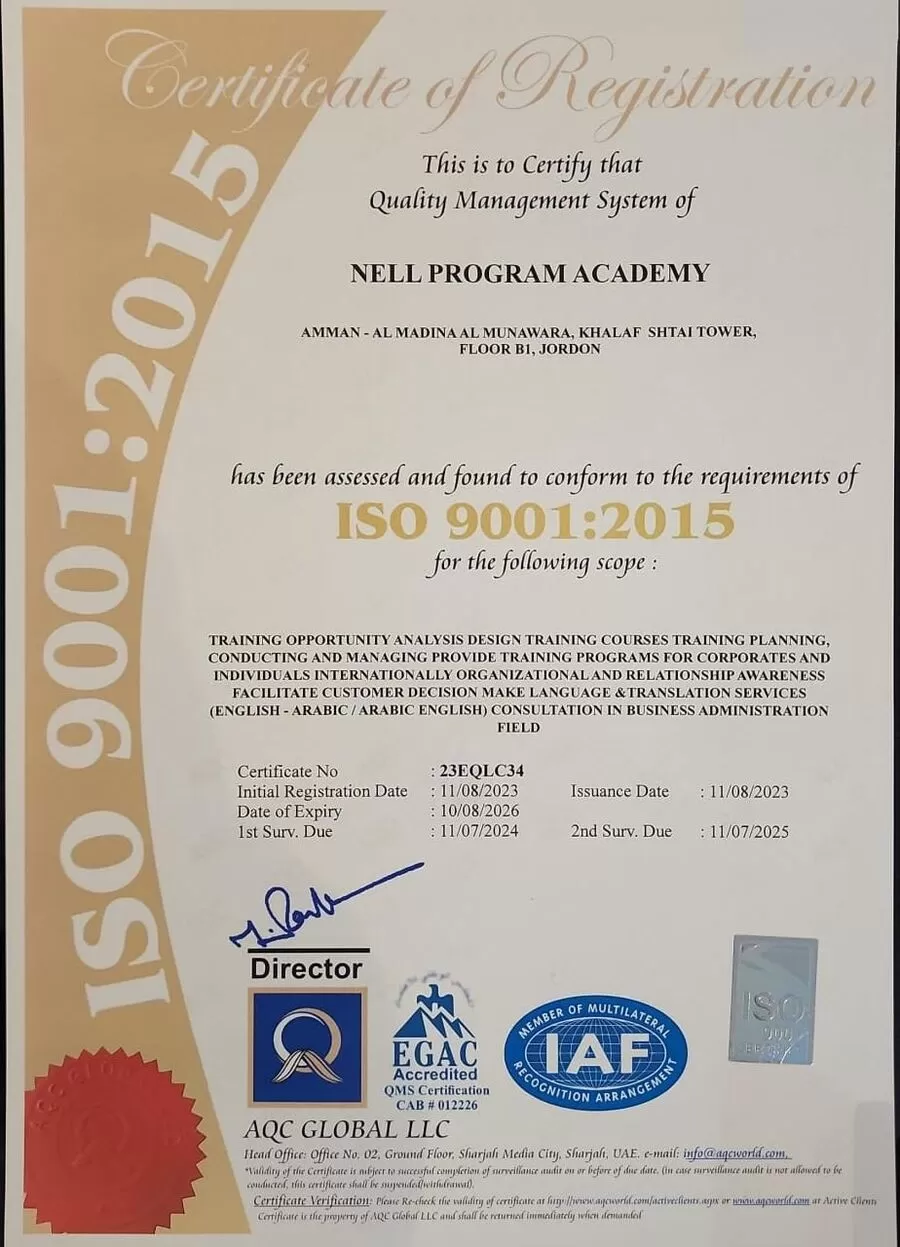 Certificate of Registration
ISO 9001:2015
This is to Certify that
Quality Management System of
NELL PROGRAM ACADEMY
AMMAN - AL MADINA AL MUNAWARA, KHALAF SHTAI TOWER,
FLOOR B1, JORDON
has been assessed and found to conform to the requirements of
ISO 9001:2015
for the following scope :
TRAINING OPPORTUNITY ANALYSIS DESIGN TRAINING COURSES TRAINING PLANNING,
CONDUCTING AND MANAGING PROVIDE TRAINING PROGRAMS FOR CORPORATES AND
INDIVIDUALS INTERNATIONALLY ORGANIZATIONAL AND RELATIONSHIP AWARENESS
FACILITATE CUSTOMER DECISION MAKE LANGUAGE &TRANSLATION SERVICES
(ENGLISH - ARABIC / ARABIC ENGLISH) CONSULTATION IN BUSINESS ADMINISTRATION
FIELD
Certificate No : 23EQLC34
Initial Registration Date : 11/08/2023 Issuance Date : 11/08/2023
Date of Expiry : 10/08/2026
1st Surv. Due : 11/07/2024 2nd Surv. Due : 11/07/2025
Director
EGAC
Accredited
QMS Certification
CAB # 012226
MEMBER OF MULTILATERAL
IAF
RECOGNITION ARRANGEMENT
ISO
AQC GLOBAL LLC
Head Office: Office No. 02, Ground Floor, Sharjah Media City, Sharjah, UAE. e-mail: info@aqcworld.com,
*Validity of the Certificate is subject to successful completion of surveillance audit on or before of due date. (in case surveillance audit is not allowed to be
conducted, this certificate shall be suspended/withdrawal).
Certificate Verification: Please Re-check the validity of certificate at http://www.aqcworld.com/activeclients.aspx or www.aqcworld.com at Active Clients
Certificate is the property of AQC Global LLC and shall be returned immediately when demanded